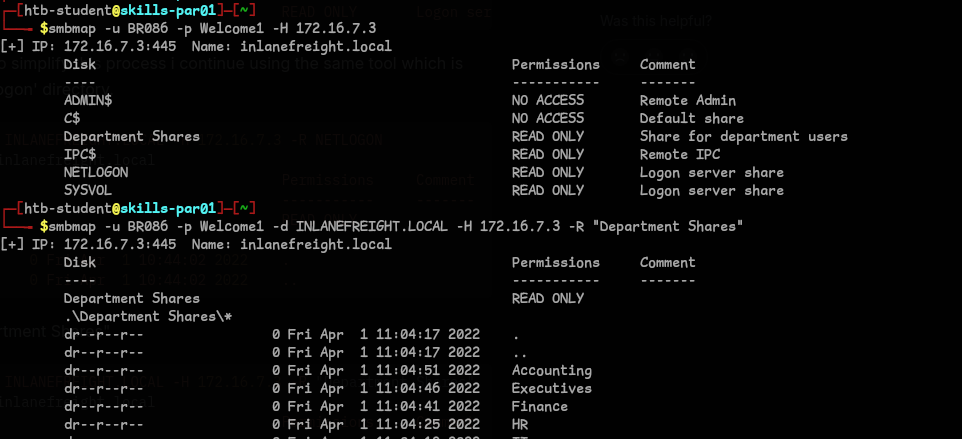 [htb-student@skills-par01]─[~]
$smbmap -u BR086 -p Welcome1 -H 172.16.7.3
[+] IP: 172.16.7.3:445 Name: inlanefreight.local
Disk Permissions Comment
---- ----------- -------
ADMIN$ NO ACCESS Remote Admin
C$ NO ACCESS Default share
Department Shares READ ONLY Share for department users
IPC$ READ ONLY Remote IPC
NETLOGON READ ONLY Logon server share
SYSVOL READ ONLY Logon server share
[htb-student@skills-par01]─[~]
$smbmap -u BR086 -p Welcome1 -d INLANEFREIGHT.LOCAL -H 172.16.7.3 -R "Department Shares"
[+] IP: 172.16.7.3:445 Name: inlanefreight.local
Disk Permissions Comment
---- ----------- -------
Department Shares READ ONLY
.\Department Shares\*
dr--r--r-- 0 Fri Apr 1 11:04:17 2022 .
dr--r--r-- 0 Fri Apr 1 11:04:17 2022 ..
dr--r--r-- 0 Fri Apr 1 11:04:51 2022 Accounting
dr--r--r-- 0 Fri Apr 1 11:04:46 2022 Executives
dr--r--r-- 0 Fri Apr 1 11:04:41 2022 Finance
dr--r--r-- 0 Fri Apr 1 11:04:25 2022 HR